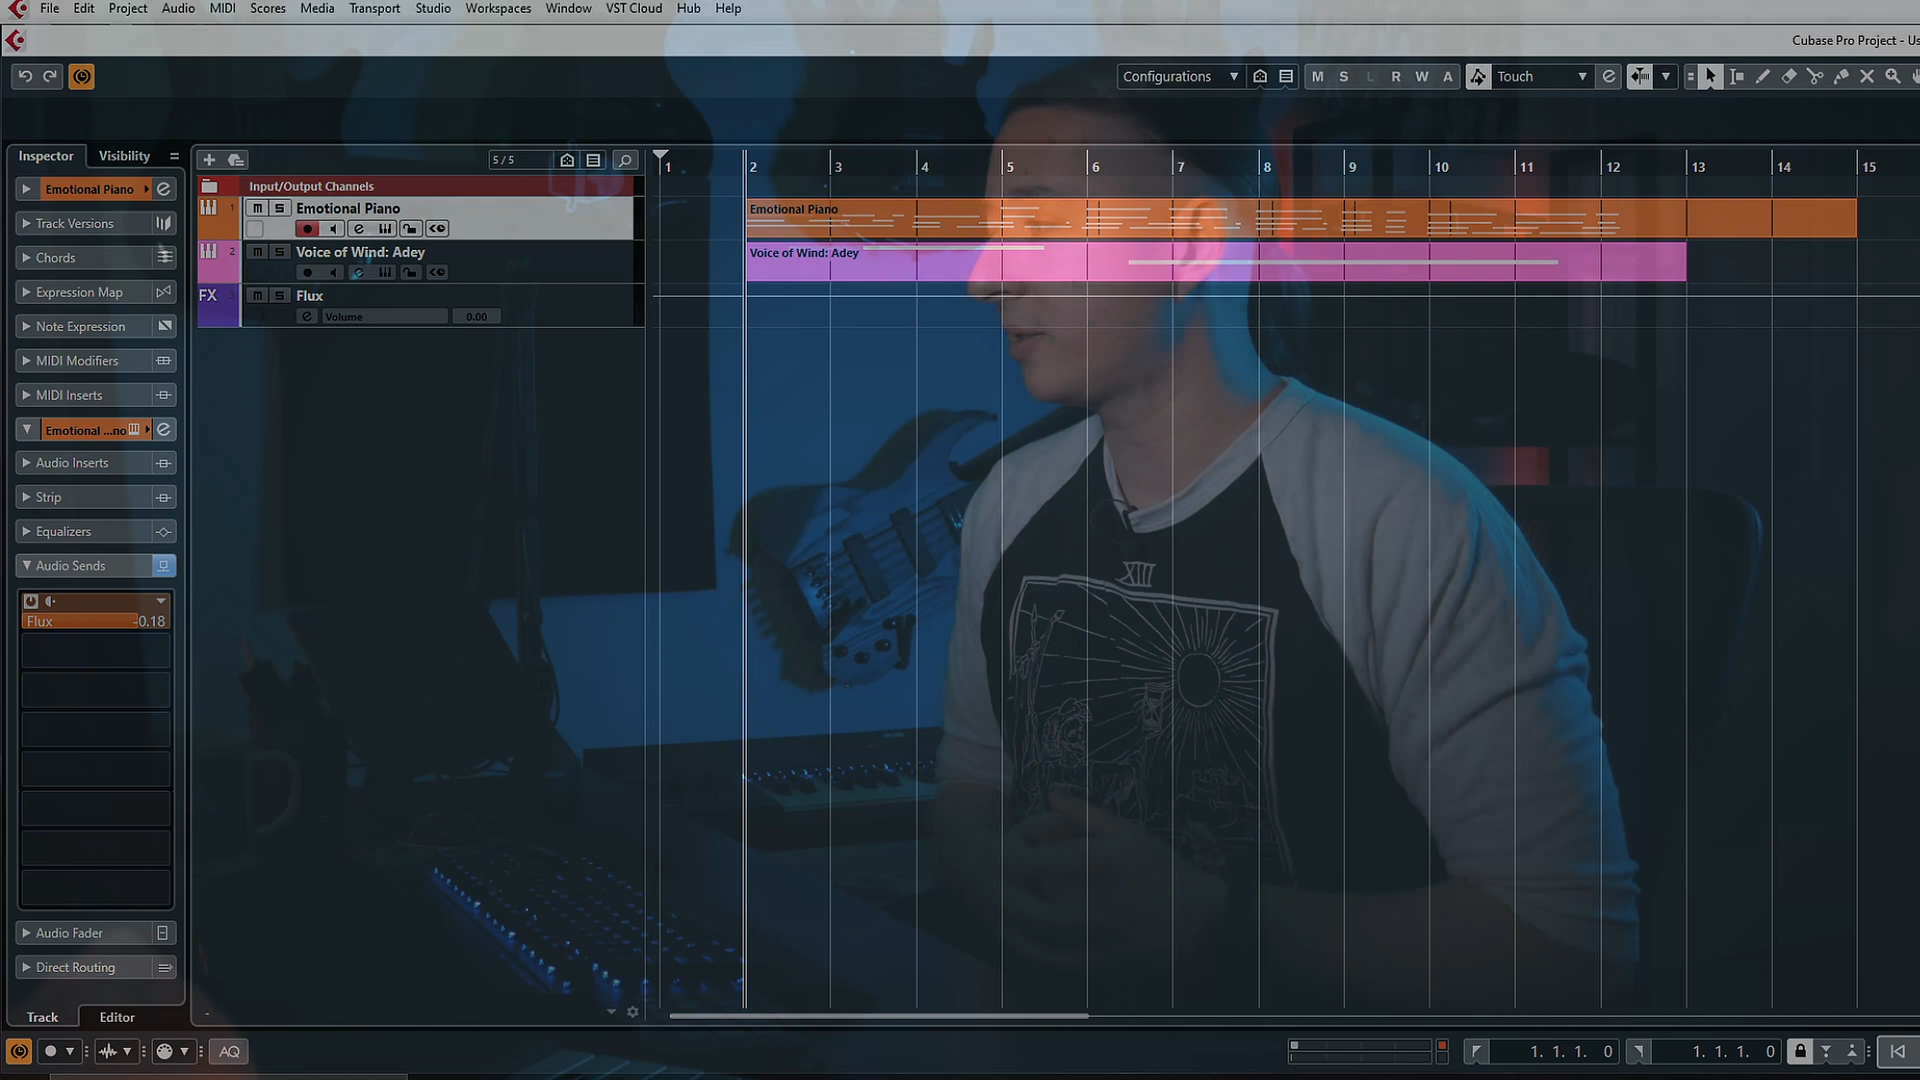 File Edit Project Audio MIDI Scores Media Transport Studio Workspaces Window VST Cloud Hub Help
Cubase Pro Project - Us
Configurations M S L R W A Touch
Inspector Visibility
5 / 5
1 2 3 4 5 6 7 8 9 10 11 12 13 14 15
Input/Output Channels
Emotional Piano
1 m S Emotional Piano
Emotional Piano
Track Versions
2 m S Voice of Wind: Adey
Voice of Wind: Adey
Chords
Expression Map
FX 3 m S Flux
Volume 0.00
Note Expression
MIDI Modifiers
MIDI Inserts
Emotional ...no
Audio Inserts
Strip
Equalizers
Audio Sends
XIII
Flux -0.18
Audio Fader
Direct Routing
Track Editor
AQ
1. 1. 1. 0
1. 1. 1. 0